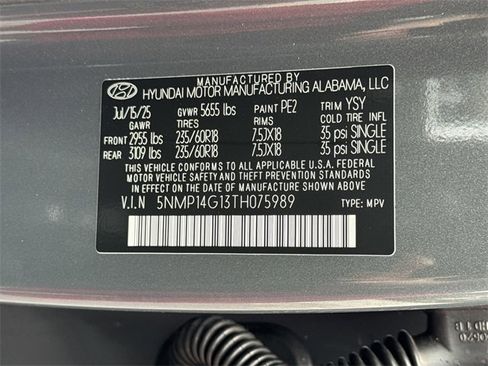 MANUFACTURED BY
HYUNDAI MOTOR MANUFACTURING ALABAMA, LLC
Jul/15/25 GVWR 5655 lbs PAINT PE2 TRIM YSY
GAWR TIRES RIMS COLD TIRE INFL
FRONT 2955 lbs 235/60R18 7.5JX18 35 psi SINGLE
REAR 3109 lbs 235/60R18 7.5JX18 35 psi SINGLE
THIS VEHICLE CONFORMS TO ALL APPLICABLE U.S.A. FEDERAL
MOTOR VEHICLE SAFETY, BUMPER, AND THEFT
PREVENTION STANDARDS IN EFFECT ON THE DATE
OF MANUFACTURE SHOWN ABOVE.
V.I.N 5NMP14G13TH075989 TYPE: MPV